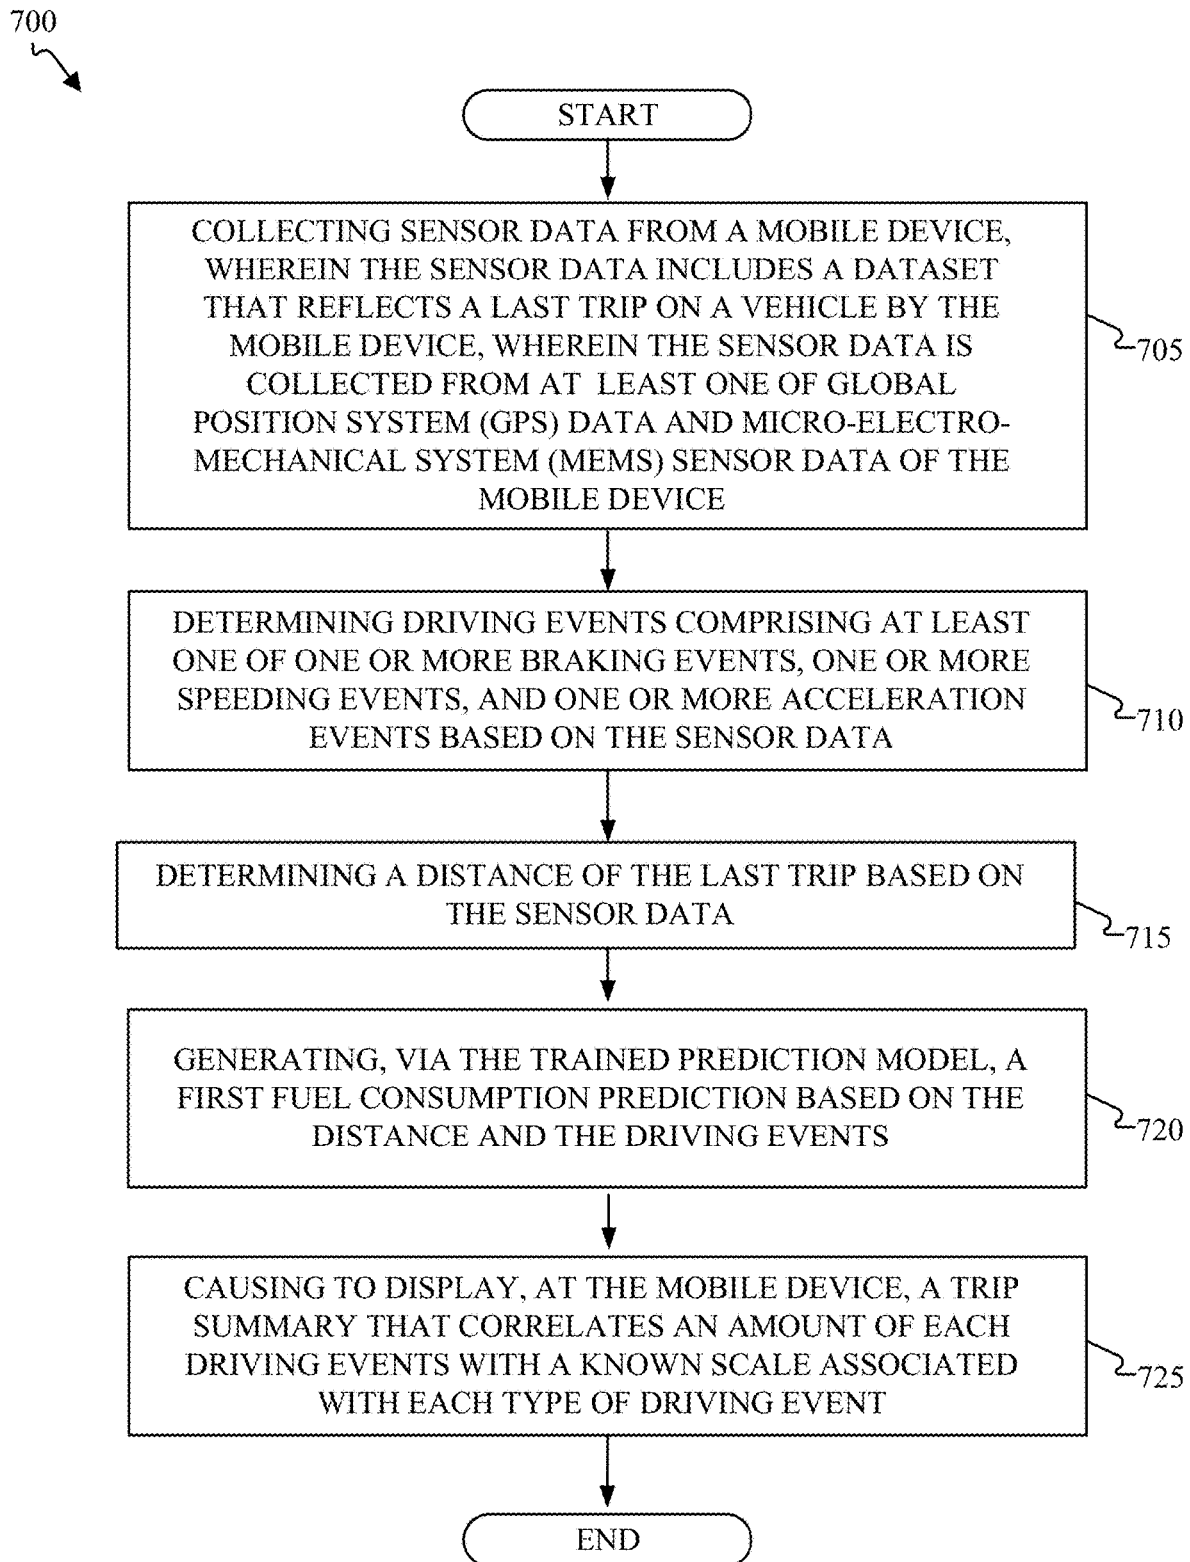 700
START
COLLECTING SENSOR DATA FROM A MOBILE DEVICE,
WHEREIN THE SENSOR DATA INCLUDES A DATASET
THAT REFLECTS A LAST TRIP ON A VEHICLE BY THE
MOBILE DEVICE, WHEREIN THE SENSOR DATA IS
COLLECTED FROM AT LEAST ONE OF GLOBAL
POSITION SYSTEM (GPS) DATA AND MICRO-ELECTRO-
MECHANICAL SYSTEM (MEMS) SENSOR DATA OF THE
MOBILE DEVICE
705
DETERMINING DRIVING EVENTS COMPRISING AT LEAST
ONE OF ONE OR MORE BRAKING EVENTS, ONE OR MORE
SPEEDING EVENTS, AND ONE OR MORE ACCELERATION
EVENTS BASED ON THE SENSOR DATA
710
DETERMINING A DISTANCE OF THE LAST TRIP BASED ON
THE SENSOR DATA
715
GENERATING, VIA THE TRAINED PREDICTION MODEL, A
FIRST FUEL CONSUMPTION PREDICTION BASED ON THE
DISTANCE AND THE DRIVING EVENTS
720
CAUSING TO DISPLAY, AT THE MOBILE DEVICE, A TRIP
SUMMARY THAT CORRELATES AN AMOUNT OF EACH
DRIVING EVENTS WITH A KNOWN SCALE ASSOCIATED
WITH EACH TYPE OF DRIVING EVENT
725
END